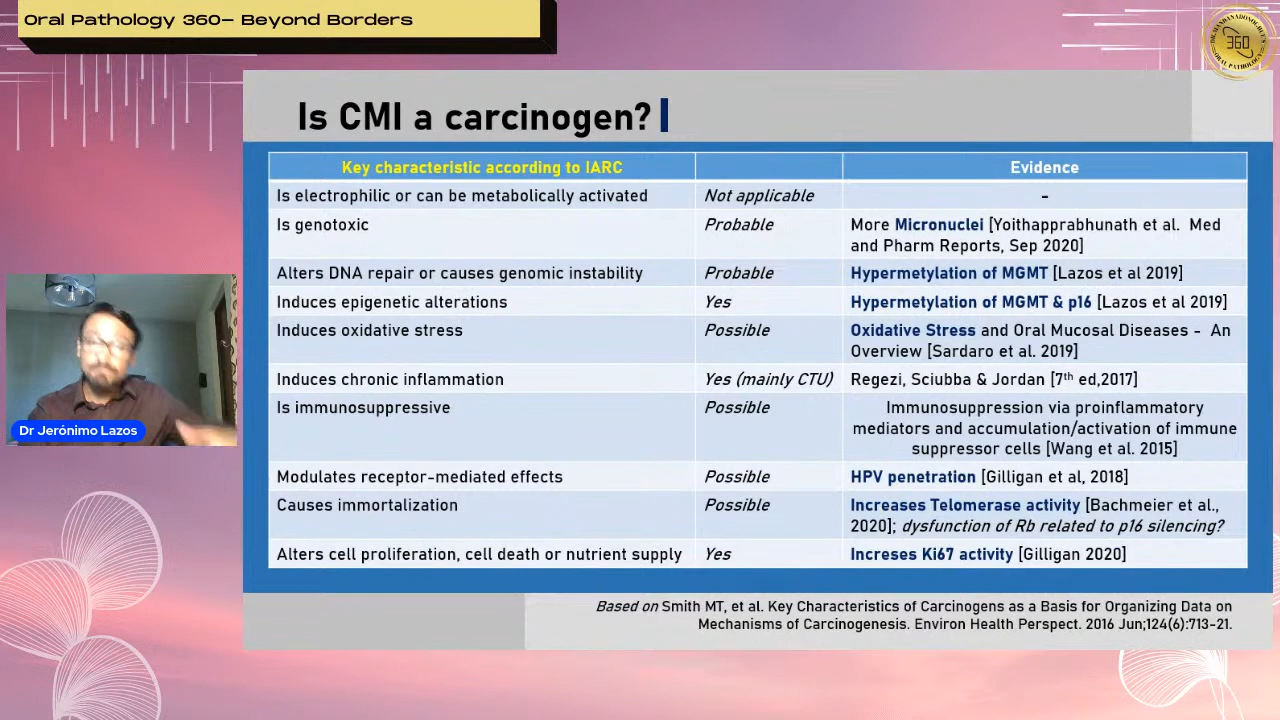 Oral Pathology 360- Beyond Borders
360
ORAL PATHOLOGY
Is CMI a carcinogen?
Key characteristic according to IARC
Evidence
Is electrophilic or can be metabolically activated
Not applicable
-
Is genotoxic
Probable
More Micronuclei [Yoithapprabhunath et al. Med
and Pharm Reports, Sep 2020]
Alters DNA repair or causes genomic instability
Probable
Hypermetylation of MGMT [Lazos et al 2019]
Induces epigenetic alterations
Yes
Hypermetylation of MGMT & p16 [Lazos et al 2019]
Induces oxidative stress
Possible
Oxidative Stress and Oral Mucosal Diseases - An
Overview [Sardaro et al. 2019]
Induces chronic inflammation
Yes (mainly CTU)
Regezi, Sciubba & Jordan [7th ed,2017]
Is immunosuppressive
Possible
Immunosuppression via proinflammatory
mediators and accumulation/activation of immune
suppressor cells [Wang et al. 2015]
Modulates receptor-mediated effects
Possible
HPV penetration [Gilligan et al, 2018]
Causes immortalization
Possible
Increases Telomerase activity [Bachmeier et al.,
2020]; dysfunction of Rb related to p16 silencing?
Alters cell proliferation, cell death or nutrient supply
Yes
Increses Ki67 activity [Gilligan 2020]
Based on Smith MT, et al. Key Characteristics of Carcinogens as a Basis for Organizing Data on
Mechanisms of Carcinogenesis. Environ Health Perspect. 2016 Jun;124(6):713-21.
Dr Jerónimo Lazos